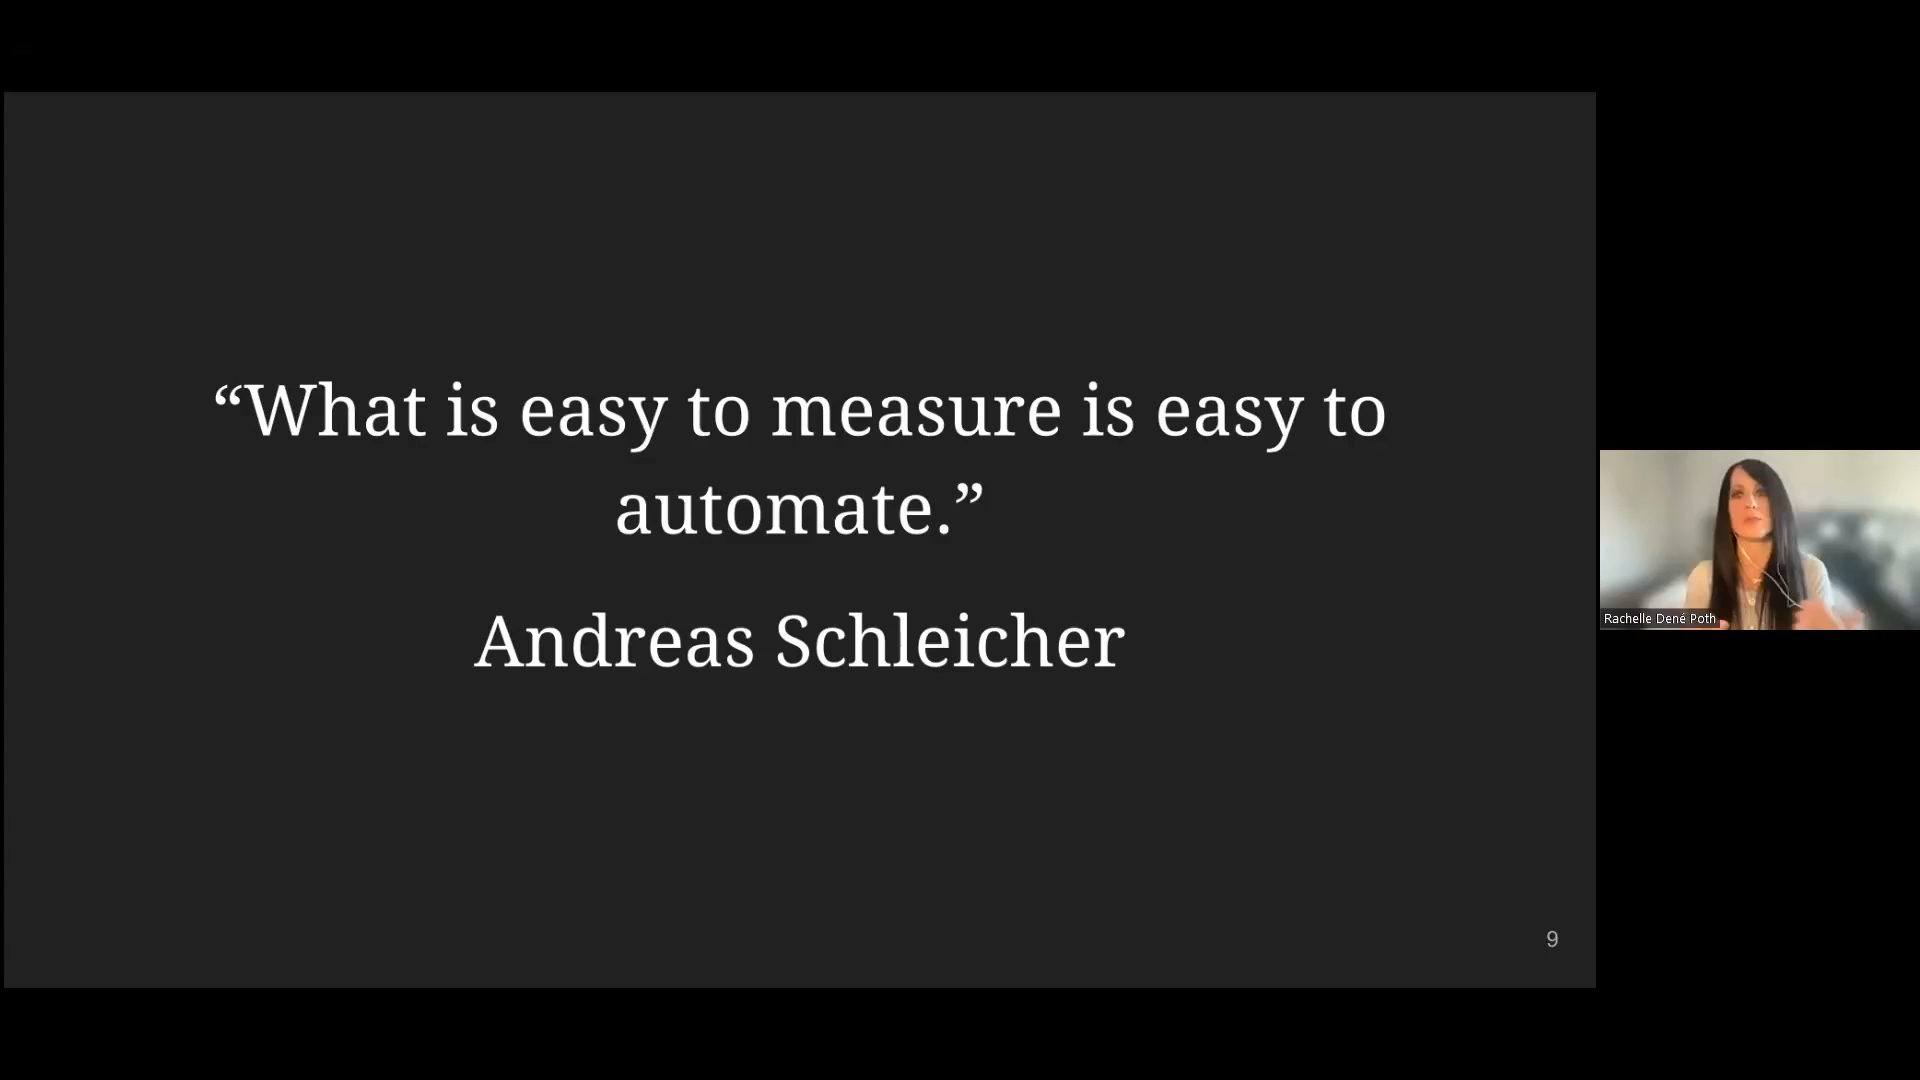 “What is easy to measure is easy to
automate.”
Andreas Schleicher
Rachelle Dené Poth
9